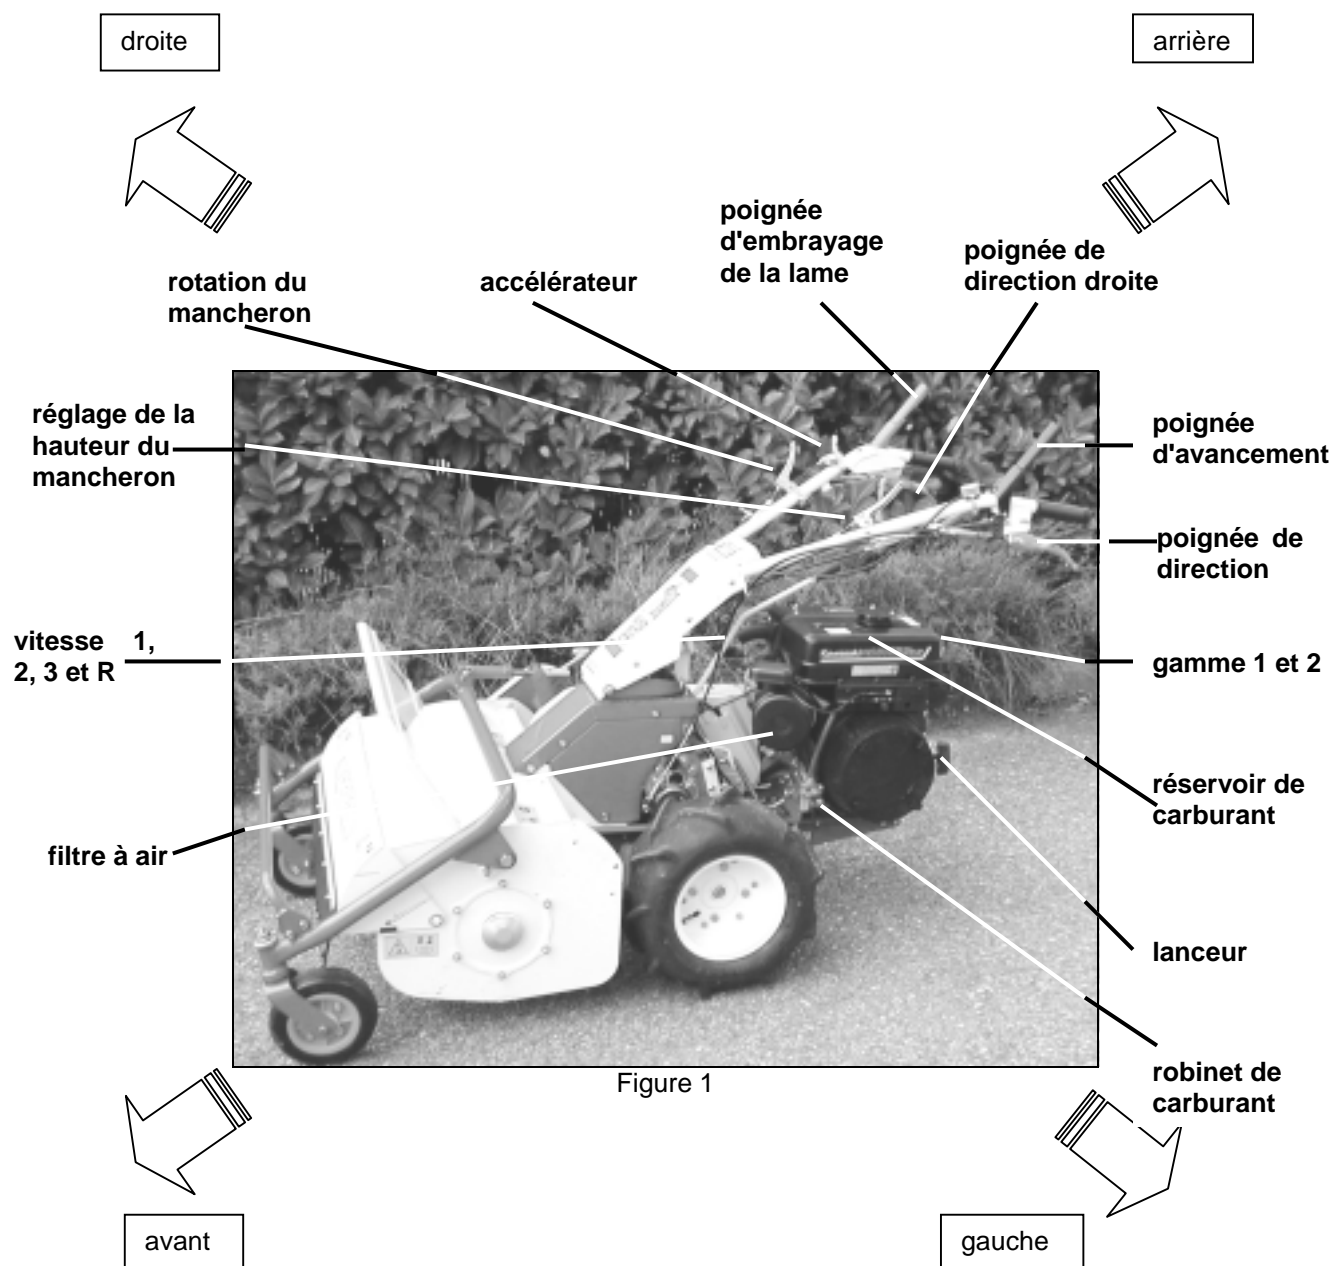 droite
arrière
poignée
d'embrayage
de la lame
poignée de
direction droite
rotation du
mancheron
accélérateur
réglage de la
hauteur du
mancheron
poignée
d'avancement
poignée de
direction
vitesse 1,
2, 3 et R
gamme 1 et 2
réservoir de
carburant
filtre à air
lanceur
robinet de
carburant
Figure 1
avant
gauche